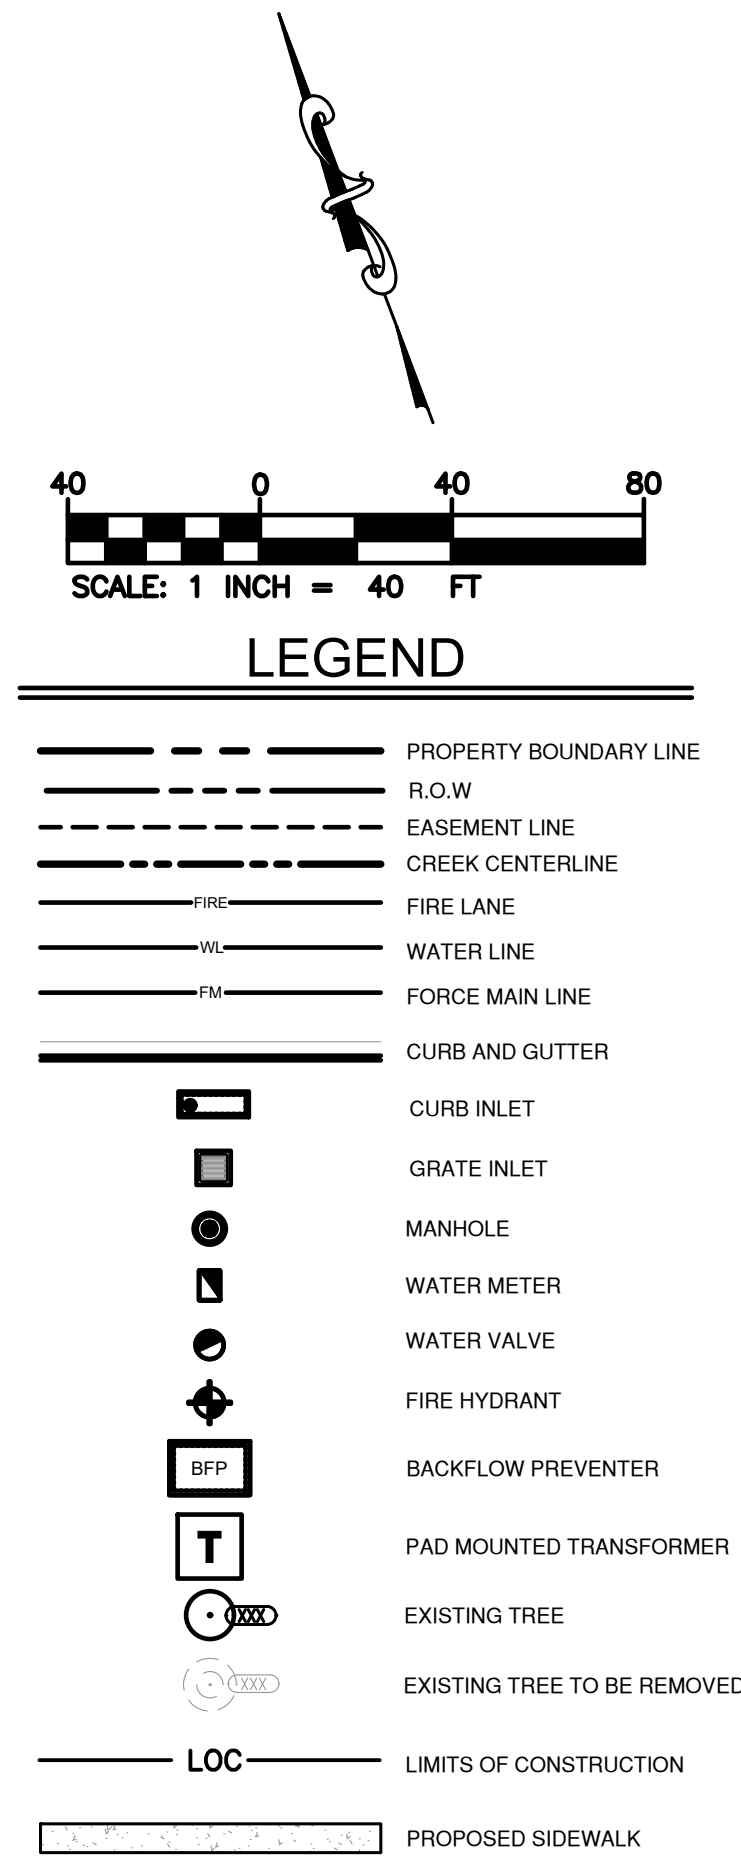 40 0 40 80
SCALE: 1 INCH = 40 FT
LEGEND
PROPERTY BOUNDARY LINE
R.O.W
EASEMENT LINE
CREEK CENTERLINE
FIRE FIRE LANE
WL WATER LINE
FM FORCE MAIN LINE
CURB AND GUTTER
CURB INLET
GRATE INLET
MANHOLE
WATER METER
WATER VALVE
FIRE HYDRANT
BFP BACKFLOW PREVENTER
T PAD MOUNTED TRANSFORMER
XXX EXISTING TREE
XXX EXISTING TREE TO BE REMOVED
LOC LIMITS OF CONSTRUCTION
PROPOSED SIDEWALK